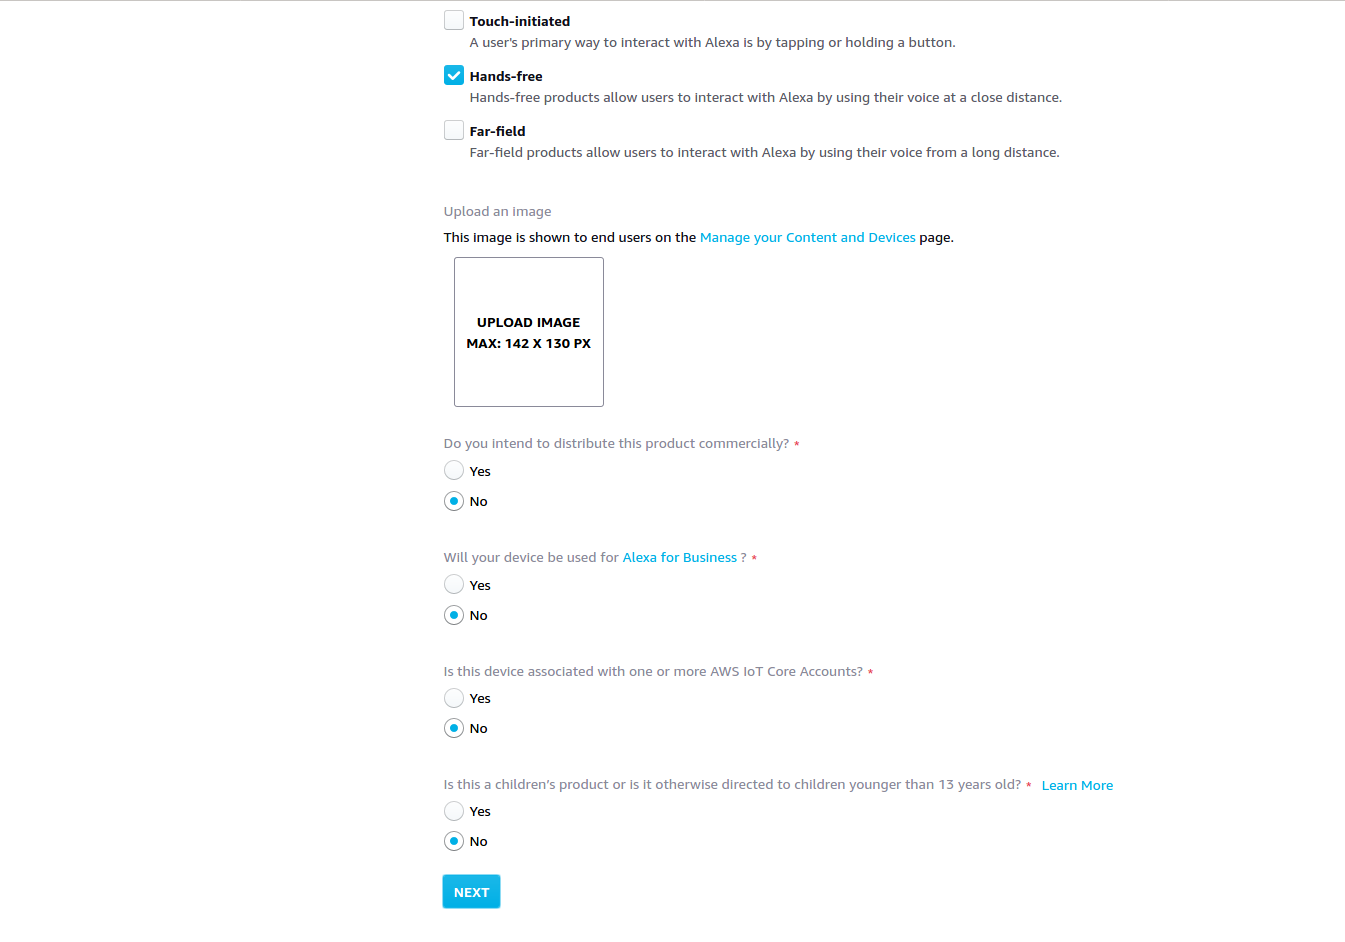 Touch-initiated
A user's primary way to interact with Alexa is by tapping or holding a button.
Hands-free
Hands-free products allow users to interact with Alexa by using their voice at a close distance.
Far-field
Far-field products allow users to interact with Alexa by using their voice from a long distance.
Upload an image
This image is shown to end users on the Manage your Content and Devices page.
UPLOAD IMAGE
MAX: 142 X 130 PX
Do you intend to distribute this product commercially? *
Yes
No
Will your device be used for Alexa for Business ? *
Yes
No
Is this device associated with one or more AWS IoT Core Accounts? *
Yes
No
Is this a children’s product or is it otherwise directed to children younger than 13 years old? * Learn More
Yes
No
NEXT